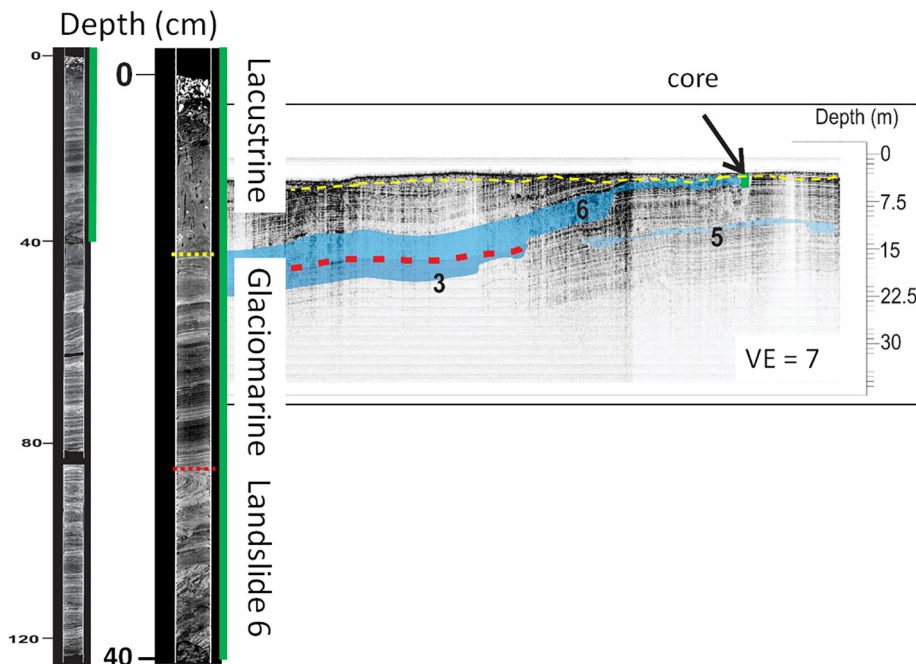 Depth (cm)
0
40
80
120
0
40
Lacustrine
Glaciomarine
Landslide 6
core
Depth (m)
0
7.5
15
22.5
30
6
5
3
VE = 7